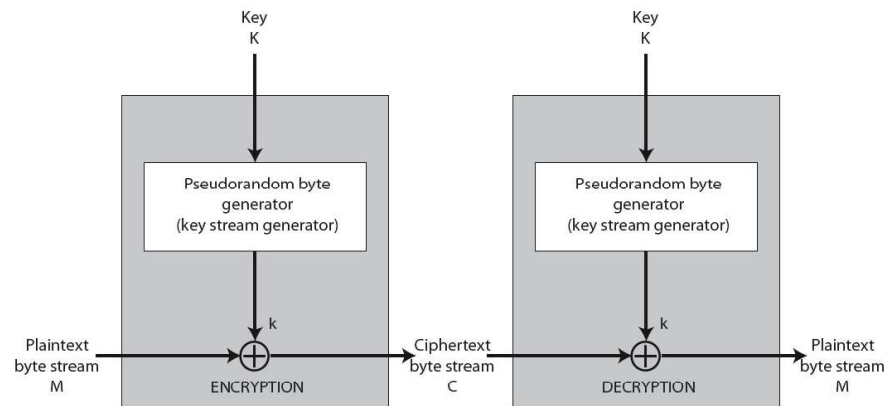 Key
K
Key
K
Pseudorandom byte
generator
(key stream generator)
Pseudorandom byte
generator
(key stream generator)
k
k
Plaintext
byte stream
M
ENCRYPTION
Ciphertext
byte stream
C
DECRYPTION
Plaintext
byte stream
M